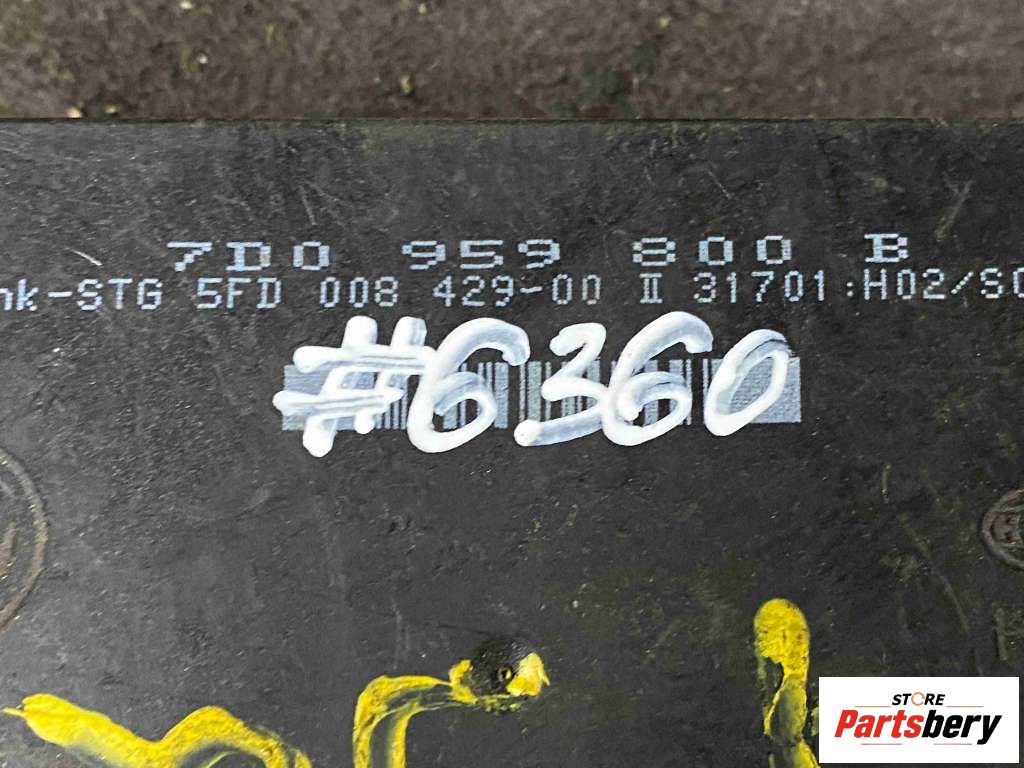 7D0 959 800 B
nk-STG 5FD 008 429-00 II 31701:H02/S0
#6360
STORE
Partsbery